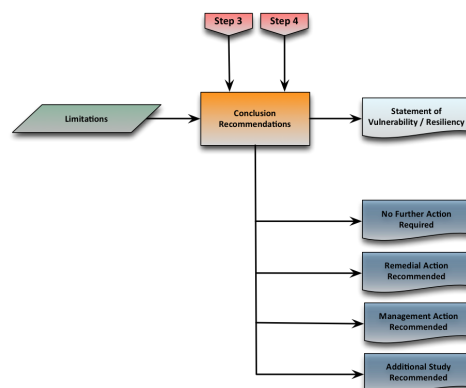 Step 3
Step 4
Limitations
Conclusion
Recommendations
Statement of
Vulnerability / Resiliency
No Further Action
Required
Remedial Action
Recommended
Management Action
Recommended
Additional Study
Recommended